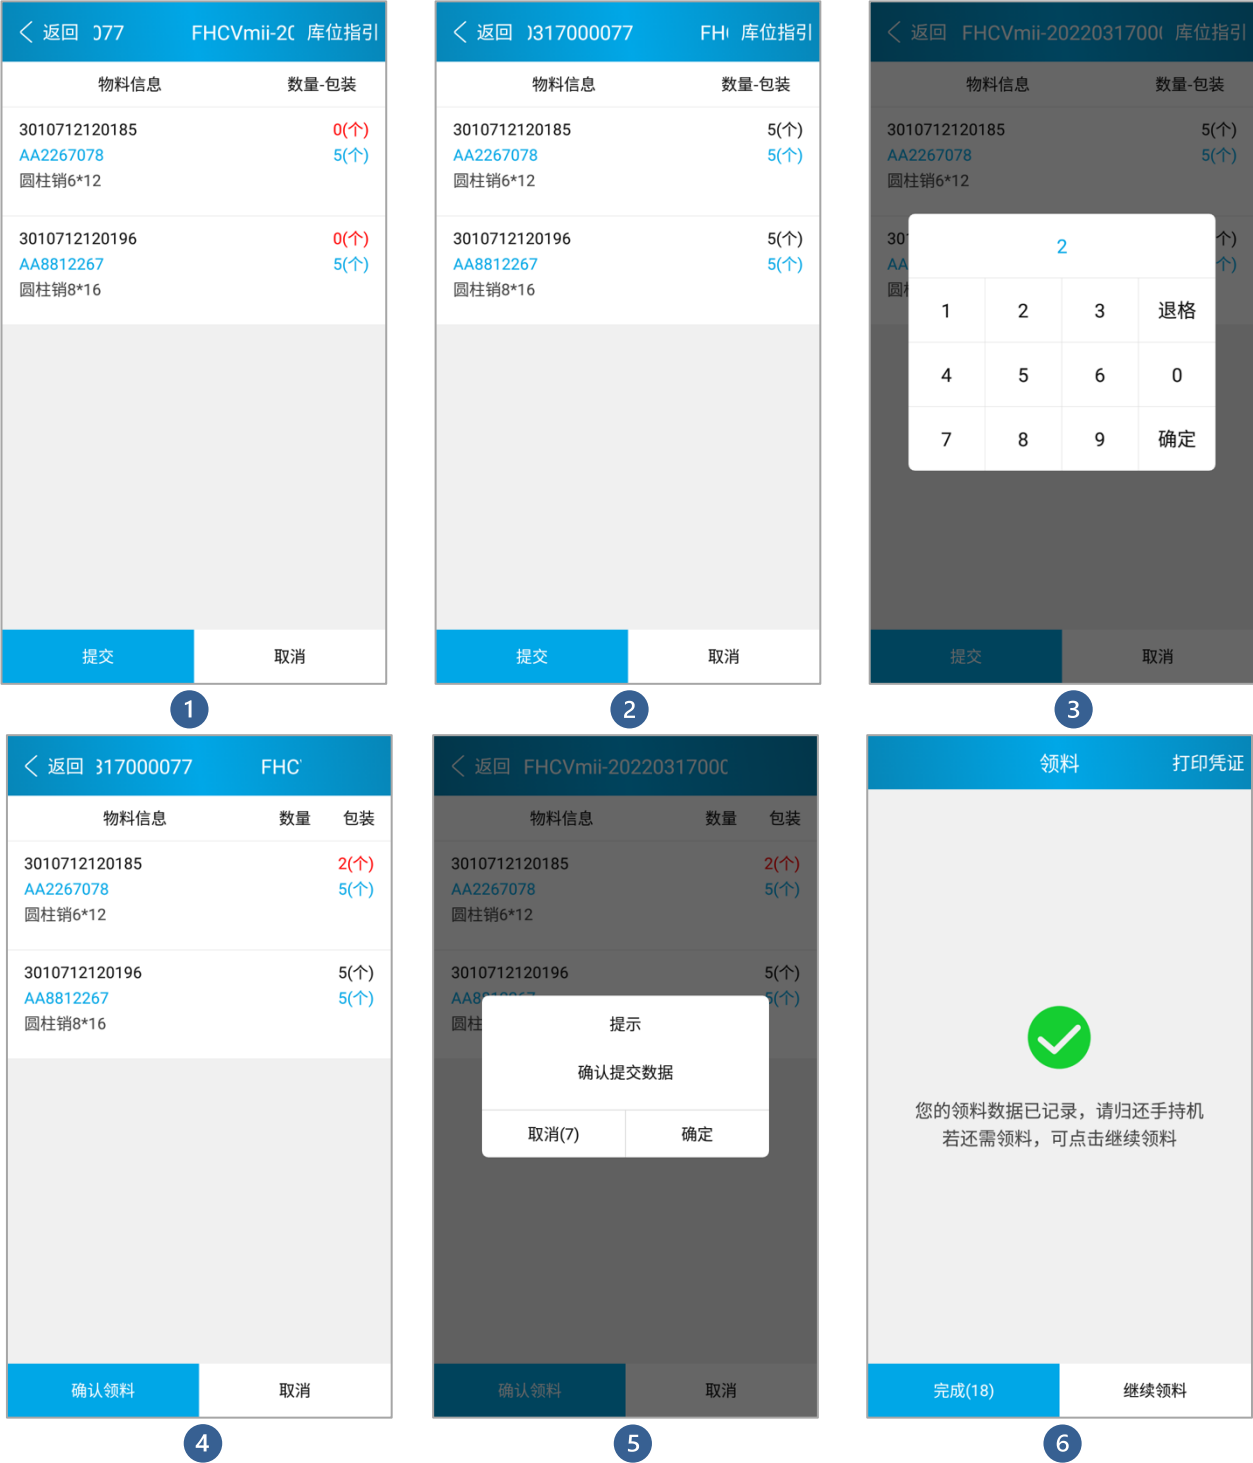 返回 077 FHCVmii-20 库位指引
物料信息 数量-包装
3010712120185 0(个)
AA2267078 5(个)
圆柱销6*12
3010712120196 0(个)
AA8812267 5(个)
圆柱销8*16
提交 取消
1
返回 0317000077 FH 库位指引
物料信息 数量-包装
3010712120185 5(个)
AA2267078 5(个)
圆柱销6*12
3010712120196 5(个)
AA8812267 5(个)
圆柱销8*16
提交 取消
2
返回 FHCVmii-2022031700 库位指引
物料信息 数量-包装
3010712120185 5(个)
AA2267078 5(个)
圆柱销6*12
30 个)
AA 个)
圆
2
1 2 3 退格
4 5 6 0
7 8 9 确定
提交 取消
3
返回 317000077 FHC
物料信息 数量 包装
3010712120185 2(个)
AA2267078 5(个)
圆柱销6*12
3010712120196 5(个)
AA8812267 5(个)
圆柱销8*16
确认领料 取消
4
返回 FHCVmii-20220317000
物料信息 数量 包装
3010712120185 2(个)
AA2267078 5(个)
圆柱销6*12
3010712120196 5(个)
AA8812267 5(个)
圆柱
提示
确认提交数据
取消(7) 确定
确认领料 取消
5
领料 打印凭证
您的领料数据已记录，请归还手持机
若还需领料，可点击继续领料
完成(18) 继续领料
6